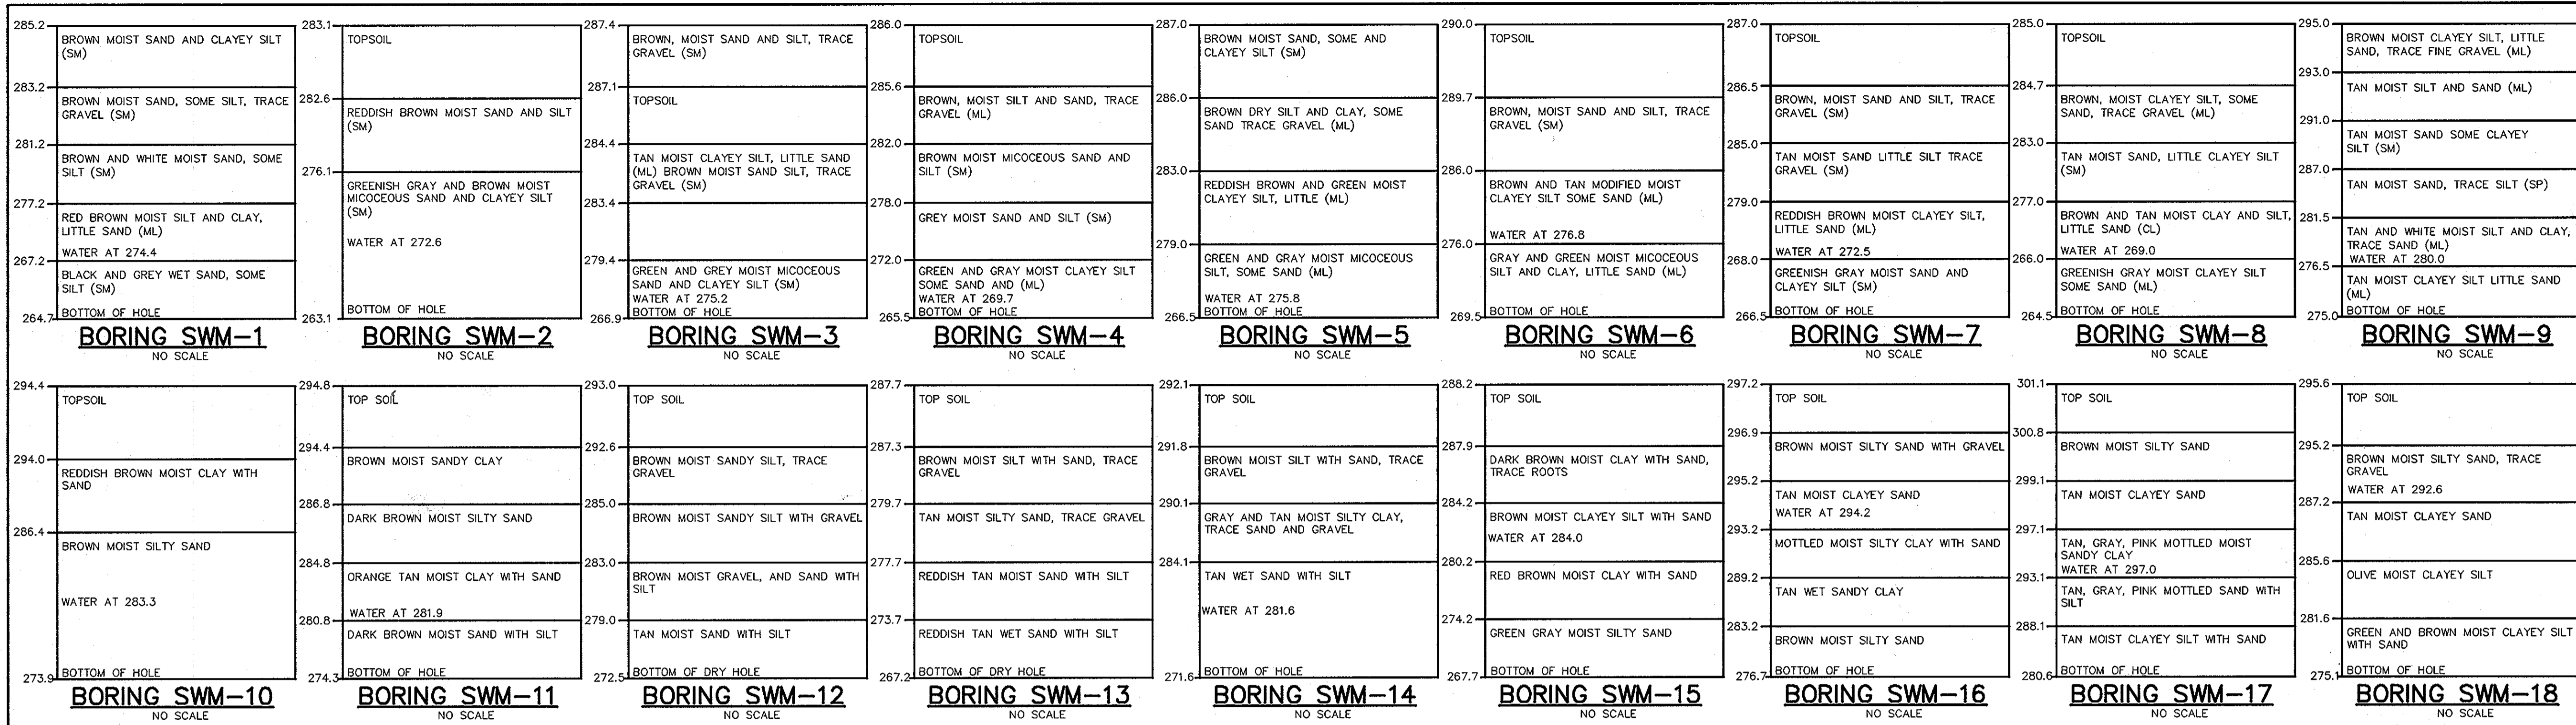 285.2
BROWN MOIST SAND AND CLAYEY SILT
(SM)
283.2
BROWN MOIST SAND, SOME SILT, TRACE
GRAVEL (SM)
281.2
BROWN AND WHITE MOIST SAND, SOME
SILT (SM)
277.2
RED BROWN MOIST SILT AND CLAY,
LITTLE SAND (ML)
WATER AT 274.4
267.2
BLACK AND GREY WET SAND, SOME
SILT (SM)
BOTTOM OF HOLE
264.7
BORING SWM-1
NO SCALE
283.1
TOPSOIL
282.6
REDDISH BROWN MOIST SAND AND SILT
(SM)
276.1
GREENISH GRAY AND BROWN MOIST
MICOCEOUS SAND AND CLAYEY SILT
(SM)
WATER AT 272.6
BOTTOM OF HOLE
263.1
BORING SWM-2
NO SCALE
287.4
BROWN, MOIST SAND AND SILT, TRACE
GRAVEL (SM)
287.1
TOPSOIL
284.4
TAN MOIST CLAYEY SILT, LITTLE SAND
(ML) BROWN MOIST SAND SILT, TRACE
GRAVEL (SM)
283.4
279.4
GREEN AND GREY MOIST MICOCEOUS
SAND AND CLAYEY SILT (SM)
WATER AT 275.2
BOTTOM OF HOLE
266.9
BORING SWM-3
NO SCALE
286.0
TOPSOIL
285.6
BROWN, MOIST SILT AND SAND, TRACE
GRAVEL (ML)
282.0
BROWN MOIST MICOCEOUS SAND AND
SILT (SM)
278.0
GREY MOIST SAND AND SILT (SM)
272.0
GREEN AND GRAY MOIST CLAYEY SILT
SOME SAND AND (ML)
WATER AT 269.7
BOTTOM OF HOLE
265.5
BORING SWM-4
NO SCALE
287.0
BROWN MOIST SAND, SOME AND
CLAYEY SILT (SM)
286.0
BROWN DRY SILT AND CLAY, SOME
SAND TRACE GRAVEL (ML)
283.0
REDDISH BROWN AND GREEN MOIST
CLAYEY SILT, LITTLE (ML)
279.0
GREEN AND GRAY MOIST MICOCEOUS
SILT, SOME SAND (ML)
WATER AT 275.8
BOTTOM OF HOLE
266.5
BORING SWM-5
NO SCALE
290.0
TOPSOIL
289.7
BROWN, MOIST SAND AND SILT, TRACE
GRAVEL (SM)
286.0
BROWN AND TAN MODIFIED MOIST
CLAYEY SILT SOME SAND (ML)
WATER AT 276.8
276.0
GRAY AND GREEN MOIST MICOCEOUS
SILT AND CLAY, LITTLE SAND (ML)
BOTTOM OF HOLE
269.5
BORING SWM-6
NO SCALE
287.0
TOPSOIL
286.5
BROWN, MOIST SAND AND SILT, TRACE
GRAVEL (SM)
285.0
TAN MOIST SAND LITTLE SILT TRACE
GRAVEL (SM)
279.0
REDDISH BROWN MOIST CLAYEY SILT,
LITTLE SAND (ML)
WATER AT 272.5
268.0
GREENISH GRAY MOIST SAND AND
CLAYEY SILT (SM)
BOTTOM OF HOLE
266.5
BORING SWM-7
NO SCALE
285.0
TOPSOIL
284.7
BROWN, MOIST CLAYEY SILT, SOME
SAND, TRACE GRAVEL (ML)
283.0
TAN MOIST SAND, LITTLE CLAYEY SILT
(SM)
277.0
BROWN AND TAN MOIST CLAY AND SILT,
LITTLE SAND (CL)
WATER AT 269.0
266.0
GREENISH GRAY MOIST CLAYEY SILT
SOME SAND (ML)
BOTTOM OF HOLE
264.5
BORING SWM-8
NO SCALE
295.0
BROWN MOIST CLAYEY SILT, LITTLE
SAND, TRACE FINE GRAVEL (ML)
293.0
TAN MOIST SILT AND SAND (ML)
291.0
TAN MOIST SAND SOME CLAYEY
SILT (SM)
287.0
TAN MOIST SAND, TRACE SILT (SP)
281.5
TAN AND WHITE MOIST SILT AND CLAY,
TRACE SAND (ML)
WATER AT 280.0
276.5
TAN MOIST CLAYEY SILT LITTLE SAND
(ML)
BOTTOM OF HOLE
275.0
BORING SWM-9
NO SCALE
294.4
TOPSOIL
294.0
REDDISH BROWN MOIST CLAY WITH
SAND
286.4
BROWN MOIST SILTY SAND
WATER AT 283.3
BOTTOM OF HOLE
273.9
BORING SWM-10
NO SCALE
294.8
TOP SOIL
294.4
BROWN MOIST SANDY CLAY
286.8
DARK BROWN MOIST SILTY SAND
284.8
ORANGE TAN MOIST CLAY WITH SAND
WATER AT 281.9
280.8
DARK BROWN MOIST SAND WITH SILT
BOTTOM OF HOLE
274.3
BORING SWM-11
NO SCALE
293.0
TOP SOIL
292.6
BROWN MOIST SANDY SILT, TRACE
GRAVEL
285.0
BROWN MOIST SANDY SILT WITH GRAVEL
283.0
BROWN MOIST GRAVEL, AND SAND WITH
SILT
279.0
TAN MOIST SAND WITH SILT
BOTTOM OF DRY HOLE
272.5
BORING SWM-12
NO SCALE
287.7
TOP SOIL
287.3
BROWN MOIST SILT WITH SAND, TRACE
GRAVEL
279.7
TAN MOIST SILTY SAND, TRACE GRAVEL
277.7
REDDISH TAN MOIST SAND WITH SILT
273.7
REDDISH TAN WET SAND WITH SILT
BOTTOM OF DRY HOLE
267.2
BORING SWM-13
NO SCALE
292.1
TOP SOIL
291.8
BROWN MOIST SILT WITH SAND, TRACE
GRAVEL
290.1
GRAY AND TAN MOIST SILTY CLAY,
TRACE SAND AND GRAVEL
284.1
TAN WET SAND WITH SILT
WATER AT 281.6
BOTTOM OF HOLE
271.6
BORING SWM-14
NO SCALE
288.2
TOP SOIL
287.9
DARK BROWN MOIST CLAY WITH SAND,
TRACE ROOTS
284.2
BROWN MOIST CLAYEY SILT WITH SAND
WATER AT 284.0
280.2
RED BROWN MOIST CLAY WITH SAND
274.2
GREEN GRAY MOIST SILTY SAND
BOTTOM OF HOLE
267.7
BORING SWM-15
NO SCALE
297.2
TOP SOIL
296.9
BROWN MOIST SILTY SAND WITH GRAVEL
295.2
TAN MOIST CLAYEY SAND
WATER AT 294.2
293.2
MOTTLED MOIST SILTY CLAY WITH SAND
289.2
TAN WET SANDY CLAY
283.2
BROWN MOIST SILTY SAND
BOTTOM OF HOLE
276.7
BORING SWM-16
NO SCALE
301.1
TOP SOIL
300.8
BROWN MOIST SILTY SAND
299.1
TAN MOIST CLAYEY SAND
297.1
TAN, GRAY, PINK MOTTLED MOIST
SANDY CLAY
WATER AT 297.0
293.1
TAN, GRAY, PINK MOTTLED SAND WITH
SILT
288.1
TAN MOIST CLAYEY SILT WITH SAND
BOTTOM OF HOLE
280.6
BORING SWM-17
NO SCALE
295.6
TOP SOIL
295.2
BROWN MOIST SILTY SAND, TRACE
GRAVEL
WATER AT 292.6
287.2
TAN MOIST CLAYEY SAND
285.6
OLIVE MOIST CLAYEY SILT
281.6
GREEN AND BROWN MOIST CLAYEY SILT
WITH SAND
BOTTOM OF HOLE
275.1
BORING SWM-18
NO SCALE